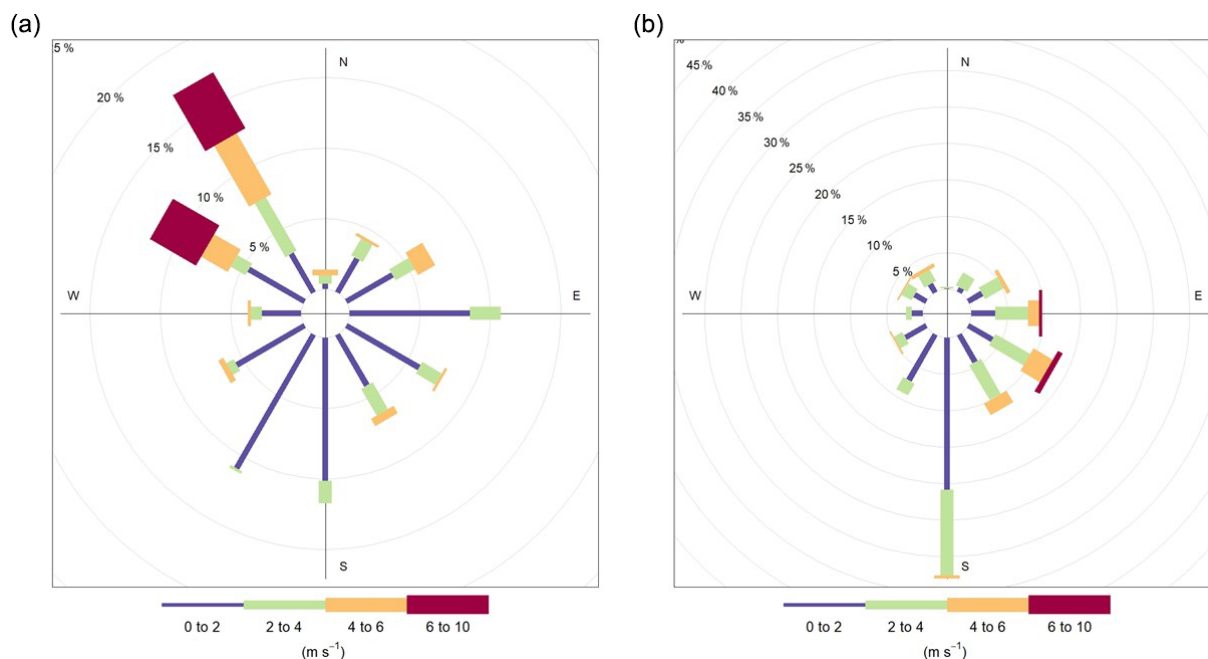 (a)
5 %
20 %
15 %
10 %
5 %
N
W
E
S
0 to 2
2 to 4
4 to 6
6 to 10
(m s⁻¹)
(b)
%
45 %
40 %
35 %
30 %
25 %
20 %
15 %
10 %
5 %
N
W
E
S
0 to 2
2 to 4
4 to 6
6 to 10
(m s⁻¹)